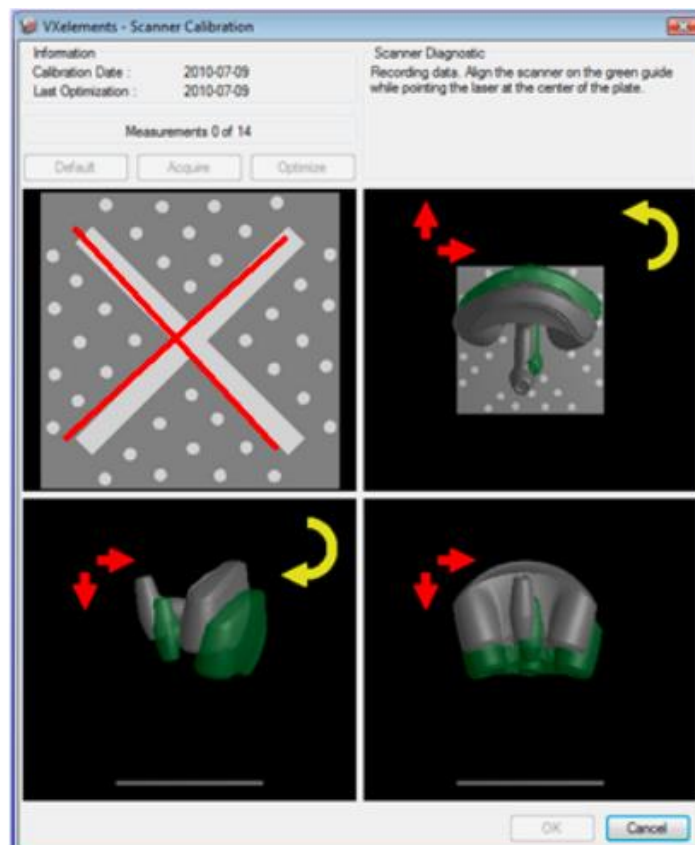 VXelements - Scanner Calibration
Information
Calibration Date : 2010-07-09
Last Optimization : 2010-07-09
Measurements 0 of 14
Default Acquire Optimize
Scanner Diagnostic
Recording data. Align the scanner on the green guide
while pointing the laser at the center of the plate.
OK Cancel